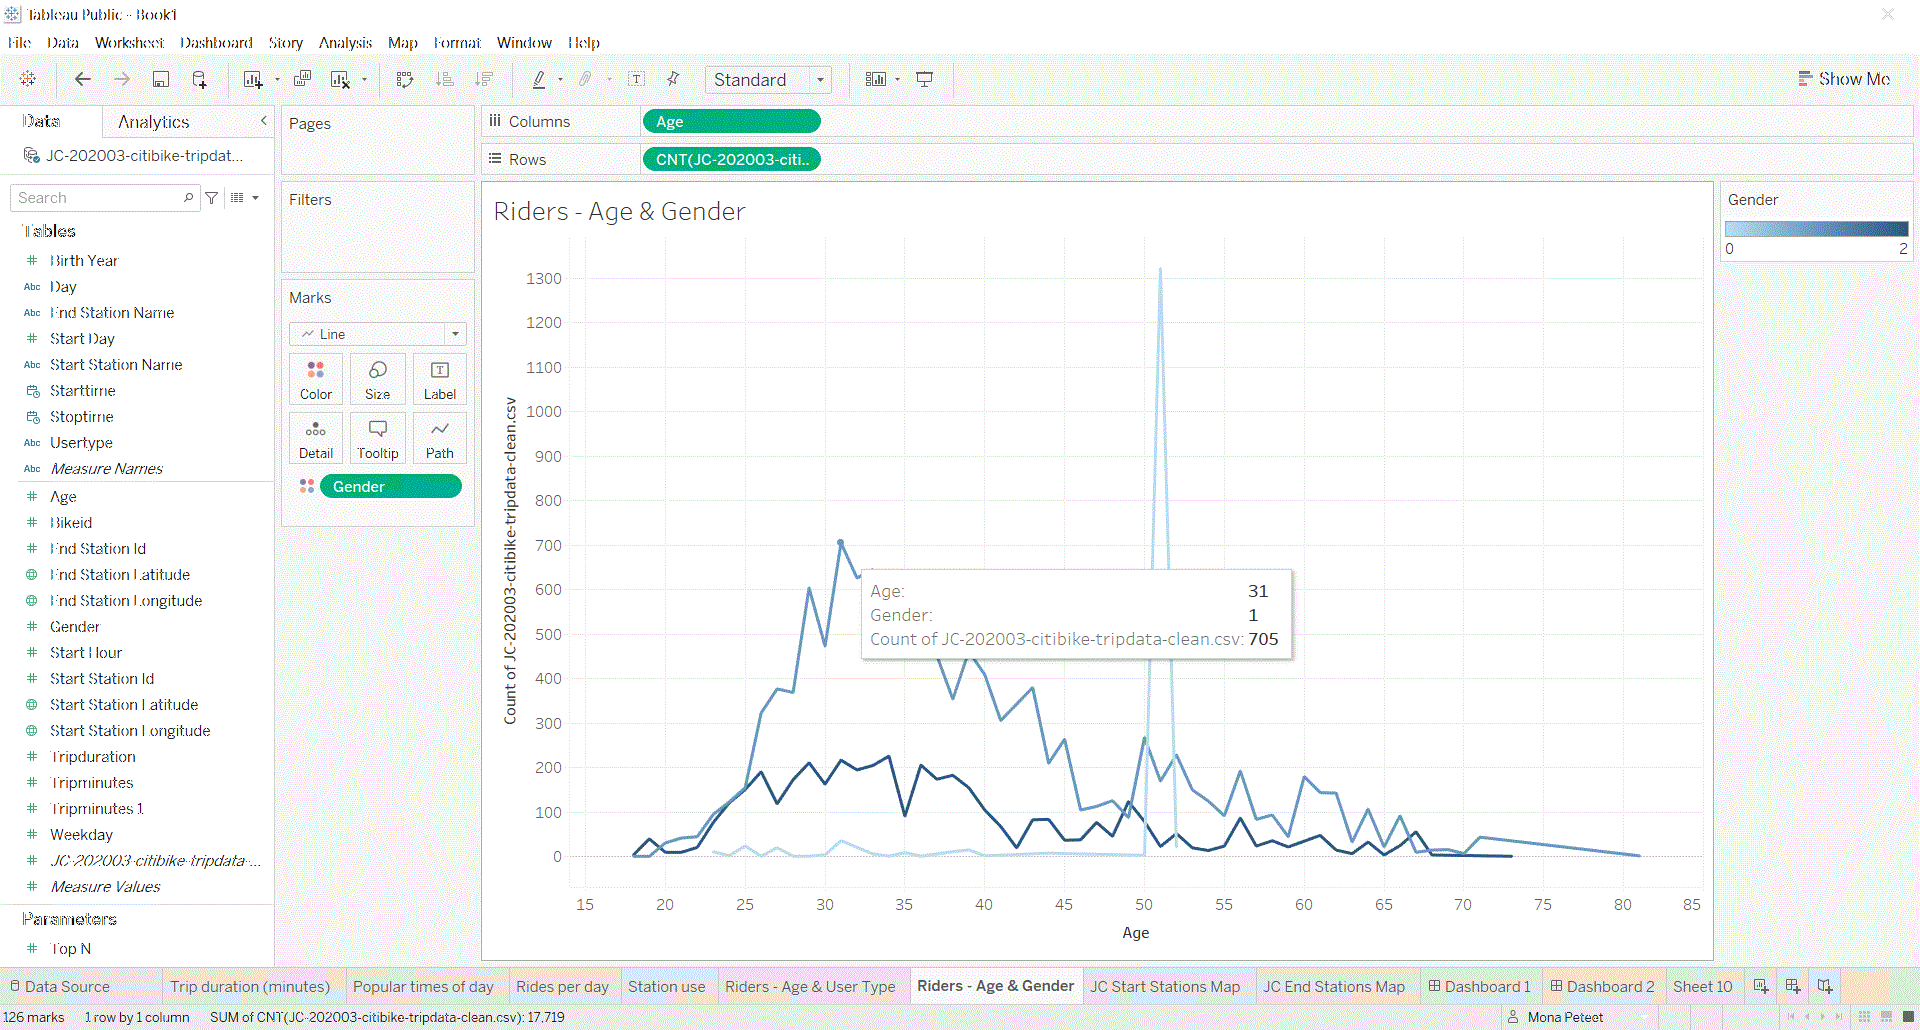 Tableau Public - Book1
File Data Worksheet Dashboard Story Analysis Map Format Window Help
Standard
Show Me
Data Analytics
JC-202003-citibike-tripdat...
Search
Tables
# Birth Year
Abc Day
Abc End Station Name
# Start Day
Abc Start Station Name
Starttime
Stoptime
Abc Usertype
Abc Measure Names
# Age
# Bikeid
# End Station Id
End Station Latitude
End Station Longitude
# Gender
# Start Hour
# Start Station Id
Start Station Latitude
Start Station Longitude
# Tripduration
# Tripminutes
# Tripminutes 1
# Weekday
# JC-202003-citibike-tripdata-...
# Measure Values
Parameters
# Top N
Pages
Filters
Marks
Line
Color Size Label
Detail Tooltip Path
Gender
Columns Age
Rows CNT(JC-202003-citi..
Riders - Age & Gender
Count of JC-202003-citibike-tripdata-clean.csv
1300
1200
1100
1000
900
800
700
600
500
400
300
200
100
0
Age: 31
Gender: 1
Count of JC-202003-citibike-tripdata-clean.csv: 705
15 20 25 30 35 40 45 50 55 60 65 70 75 80 85
Age
Gender
0 2
Data Source Trip duration (minutes) Popular times of day Rides per day Station use Riders - Age & User Type Riders - Age & Gender JC Start Stations Map JC End Stations Map Dashboard 1 Dashboard 2 Sheet 10
126 marks 1 row by 1 column SUM of CNT(JC-202003-citibike-tripdata-clean.csv): 17,719 Mona Peteet